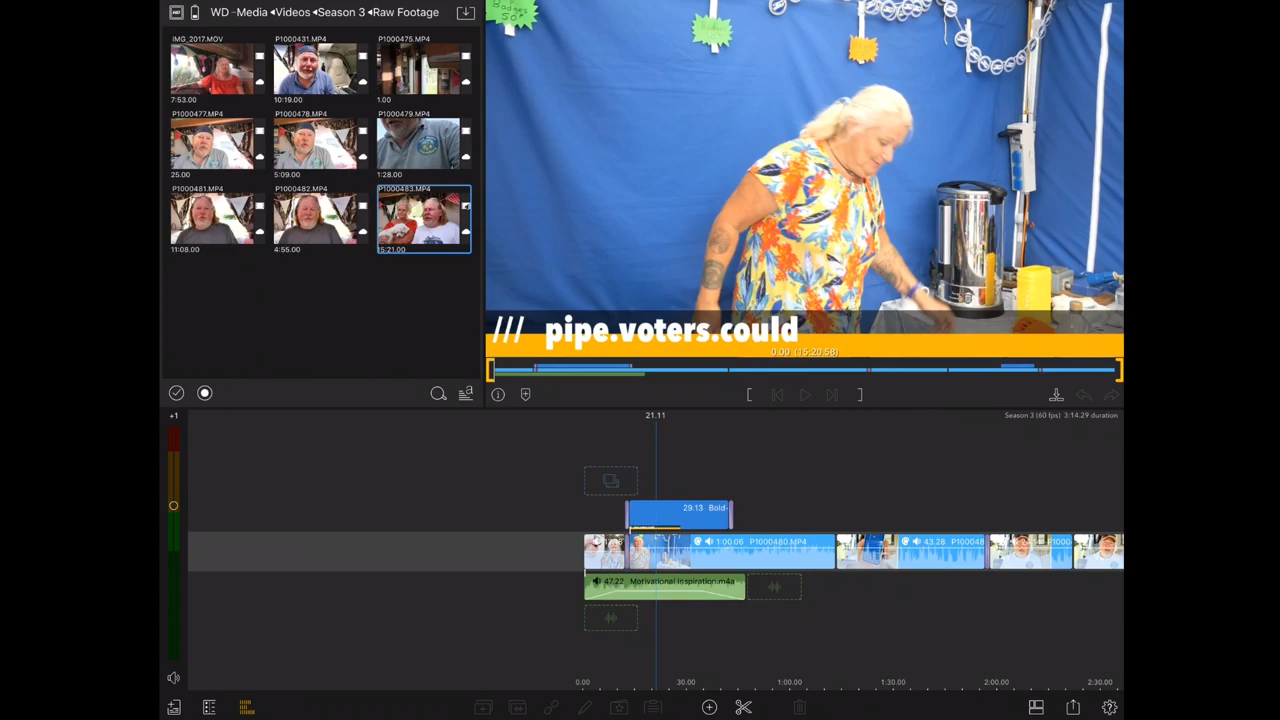 WD-Media Videos Season 3 Raw Footage
IMG_2017.MOV P1000431.MP4 P1000475.MP4
7:53.00 10:19.00 1.00
P1000477.MP4 P1000478.MP4 P1000479.MP4
25.00 5:09.00 1:28.00
P1000481.MP4 P1000482.MP4 P1000483.MP4
11:08.00 4:55.00 15:21.00
Badges
50¢
/// pipe.voters.could
0.00 (15:20.58)
+1 21.11 Season 3 (60 fps) 3:14.29 duration
29.13 Bold-
1:00.06 P1000480.MP4 43.28 P100048
47.22 Motivational Inspiration.m4a
0.00 30.00 1:00.00 1:30.00 2:00.00 2:30.00